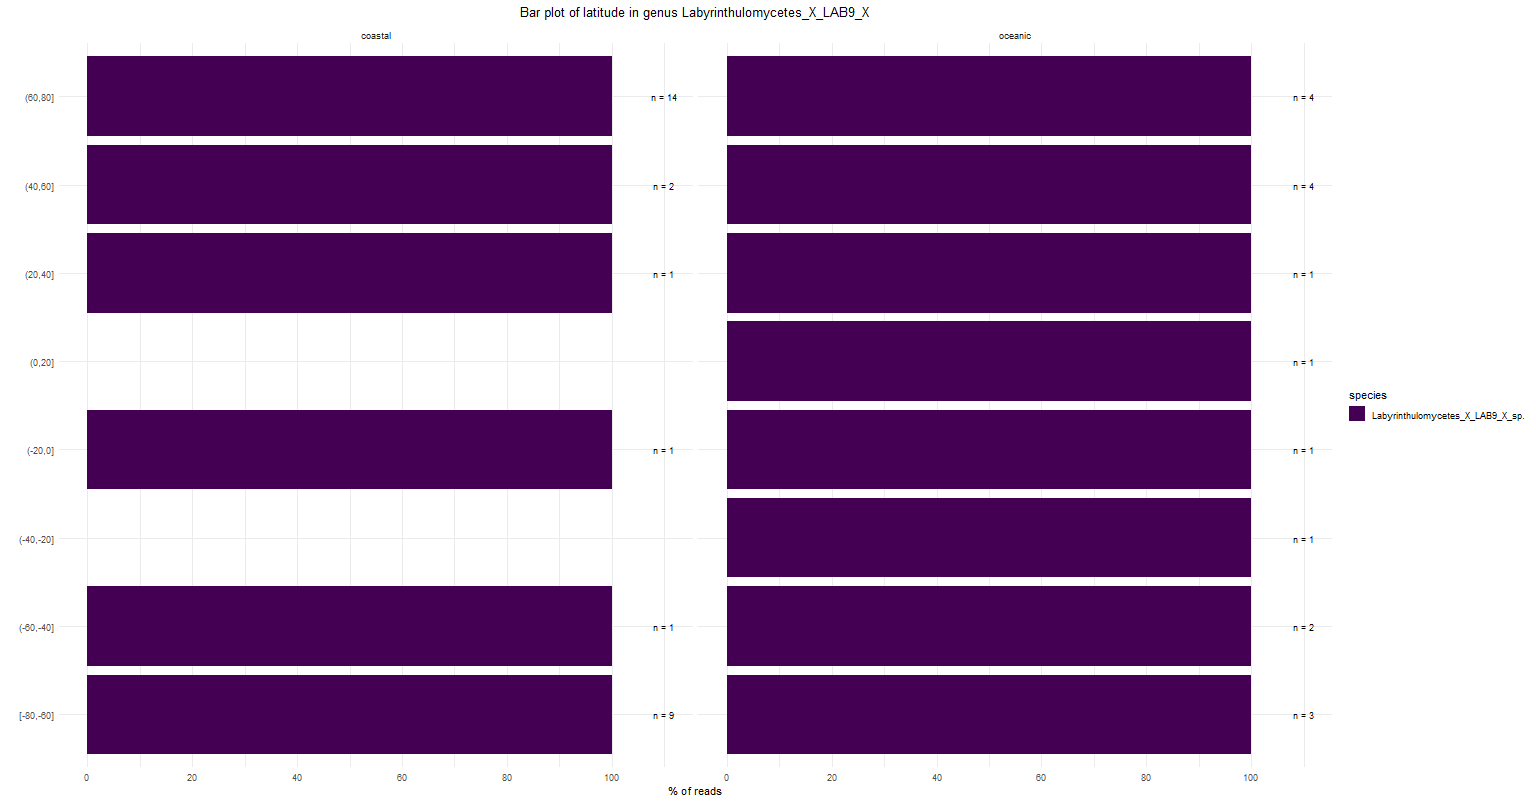 Bar plot of latitude in genus Labyrinthulomycetes_X_LAB9_X
coastal
oceanic
(60,80]
n = 14
n = 4
(40,60]
n = 2
n = 4
(20,40]
n = 1
n = 1
(0,20]
n = 1
(-20,0]
n = 1
n = 1
(-40,-20]
n = 1
(-60,-40]
n = 1
n = 2
[-80,-60]
n = 9
n = 3
0 20 40 60 80 100
0 20 40 60 80 100
% of reads
species
Labyrinthulomycetes_X_LAB9_X_sp.